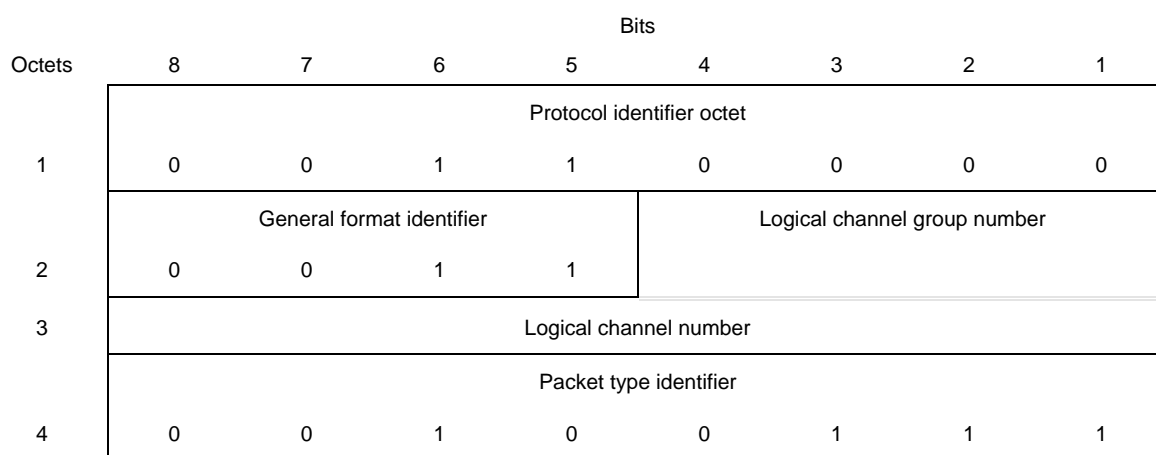 Bits
Octets 8 7 6 5 4 3 2 1
Protocol identifier octet
1 0 0 1 1 0 0 0 0
General format identifier Logical channel group number
2 0 0 1 1
3 Logical channel number
Packet type identifier
4 0 0 1 0 0 1 1 1